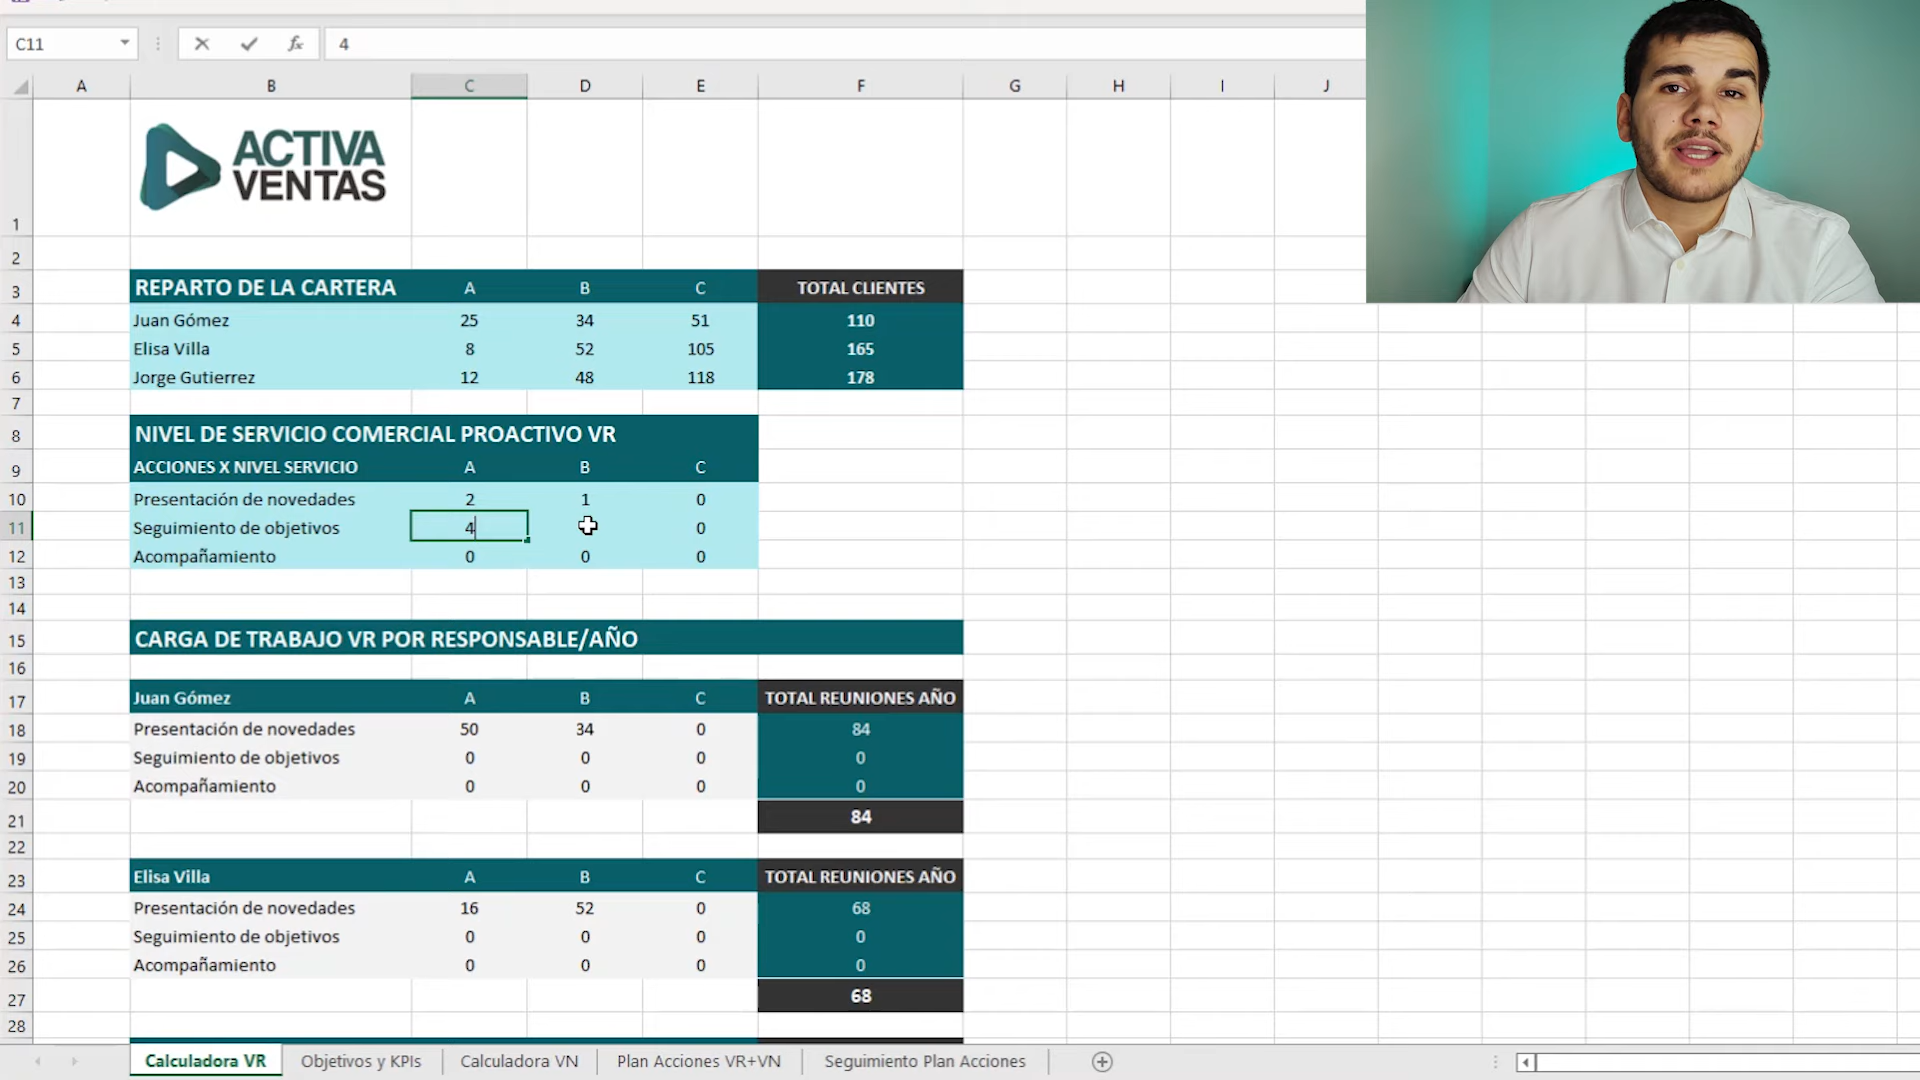 C11 fx 4
A B C D E F G H I J
ACTIVA
VENTAS
1
2
3 REPARTO DE LA CARTERA A B C TOTAL CLIENTES
4 Juan Gómez 25 34 51 110
5 Elisa Villa 8 52 105 165
6 Jorge Gutierrez 12 48 118 178
7
8 NIVEL DE SERVICIO COMERCIAL PROACTIVO VR
9 ACCIONES X NIVEL SERVICIO A B C
10 Presentación de novedades 2 1 0
11 Seguimiento de objetivos 4 0
12 Acompañamiento 0 0 0
13
14
15 CARGA DE TRABAJO VR POR RESPONSABLE/AÑO
16
17 Juan Gómez A B C TOTAL REUNIONES AÑO
18 Presentación de novedades 50 34 0 84
19 Seguimiento de objetivos 0 0 0 0
20 Acompañamiento 0 0 0 0
21 84
22
23 Elisa Villa A B C TOTAL REUNIONES AÑO
24 Presentación de novedades 16 52 0 68
25 Seguimiento de objetivos 0 0 0 0
26 Acompañamiento 0 0 0 0
27 68
28
Calculadora VR Objetivos y KPIs Calculadora VN Plan Acciones VR+VN Seguimiento Plan Acciones